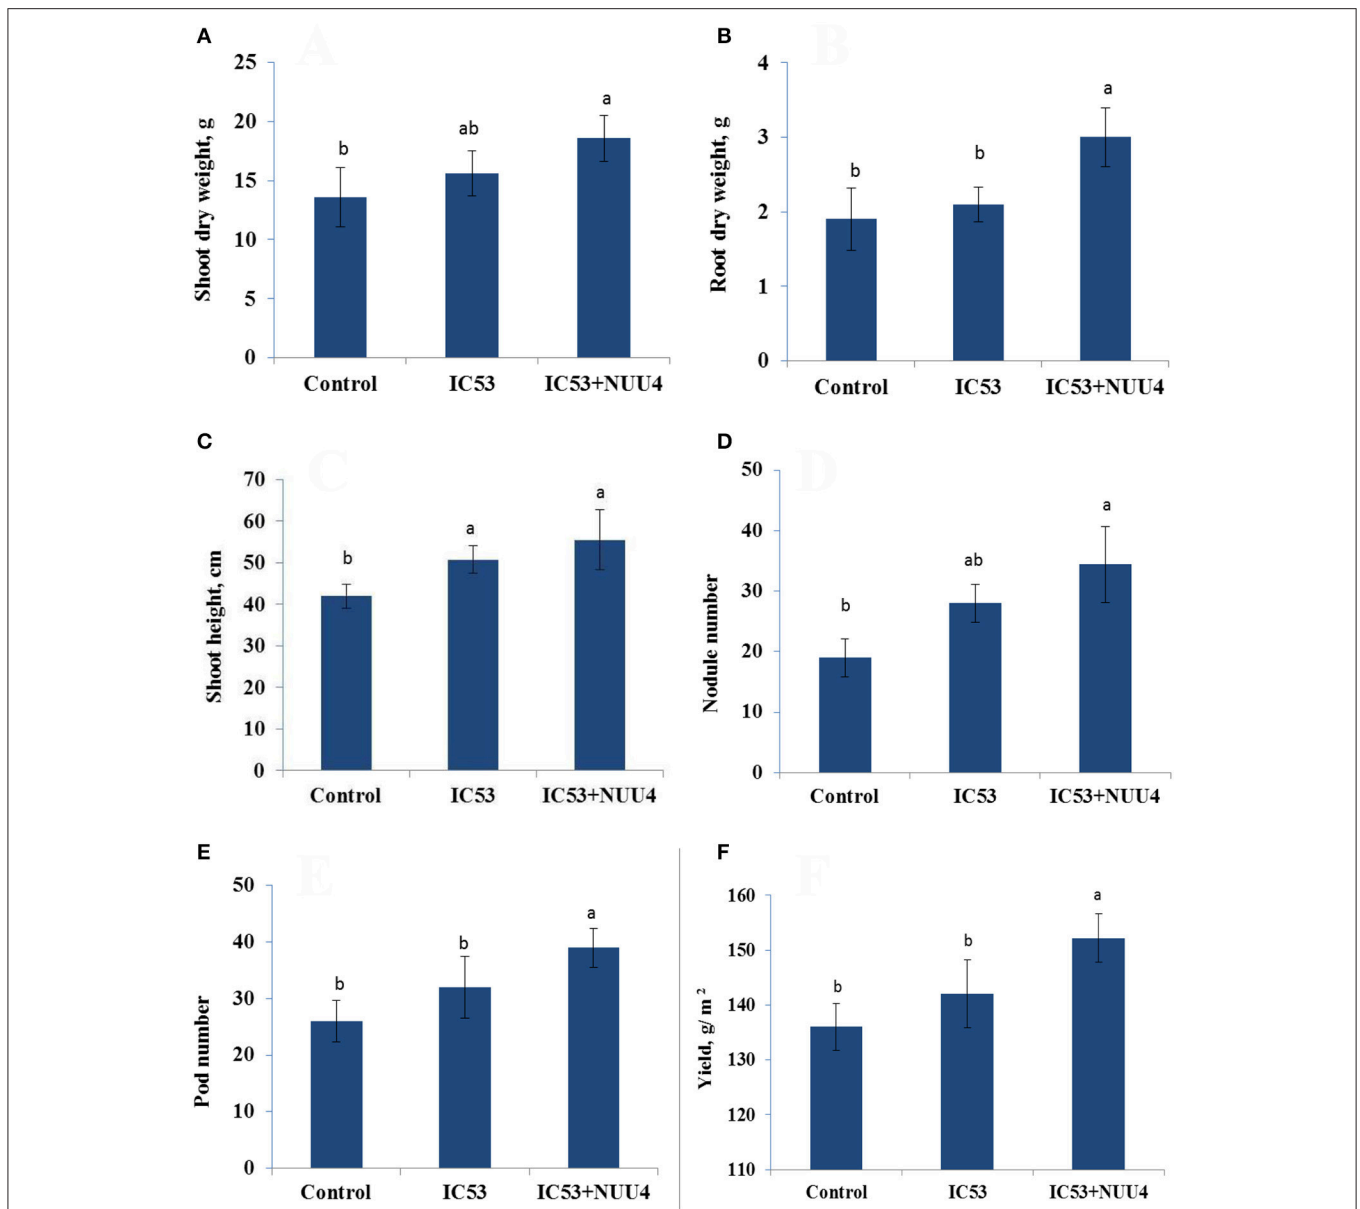 A
A
Shoot dry weight, g
25
20
15
10
5
0
b
ab
a
Control IC53 IC53+NUU4
B
B
Root dry weight, g
4
3
2
1
0
b
b
a
Control IC53 IC53+NUU4
C
C
Shoot height, cm
70
60
50
40
30
20
10
0
b
a
a
Control IC53 IC53+NUU4
D
D
Nodule number
50
40
30
20
10
0
b
ab
a
Control IC53 IC53+NUU4
E
E
Pod number
50
40
30
20
10
0
b
b
a
Control IC53 IC53+NUU4
F
F
Yield, g/ m ²
160
150
140
130
120
110
b
b
a
Control IC53 IC53+NUU4